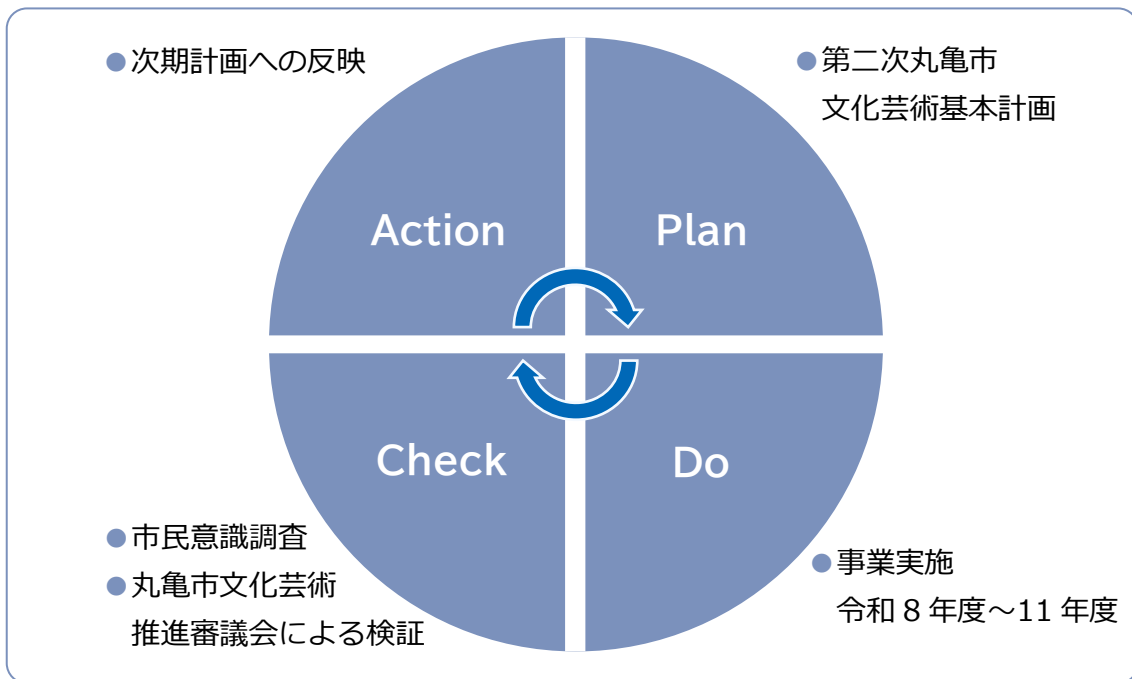 ●次期計画への反映
●第二次丸亀市
文化芸術基本計画
Action
Plan
Check
Do
●市民意識調査
●丸亀市文化芸術
推進審議会による検証
●事業実施
令和 8 年度～11 年度